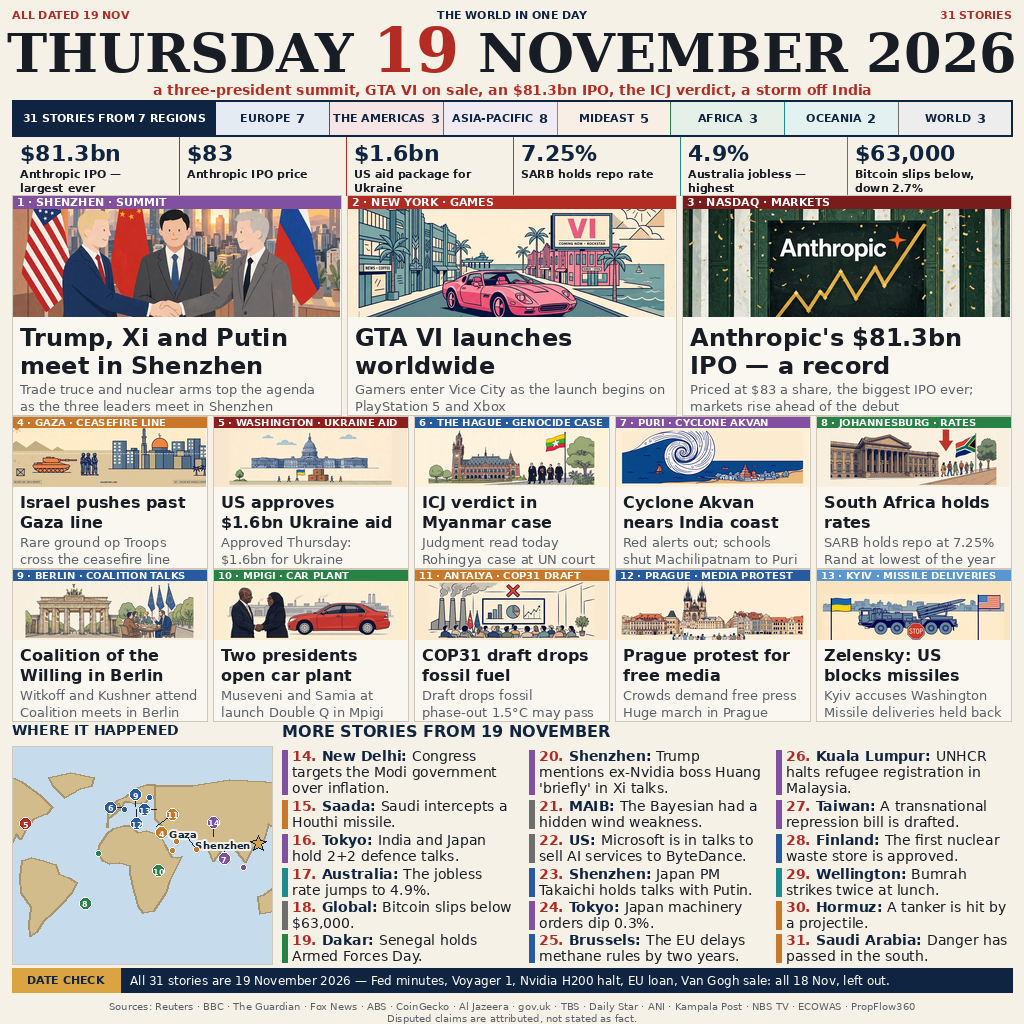 ALL DATED 19 NOV
THE WORLD IN ONE DAY
31 STORIES
THURSDAY 19 NOVEMBER 2026
a three-president summit, GTA VI on sale, an $81.3bn IPO, the ICJ verdict, a storm off India
31 STORIES FROM 7 REGIONS
EUROPE 7
THE AMERICAS 3
ASIA-PACIFIC 8
MIDEAST 5
AFRICA 3
OCEANIA 2
WORLD 3
$81.3bn
Anthropic IPO —
largest ever
$83
Anthropic IPO price
$1.6bn
US aid package for
Ukraine
7.25%
SARB holds repo rate
4.9%
Australia jobless —
highest
$63,000
Bitcoin slips below,
down 2.7%
1 · SHENZHEN · SUMMIT
Trump, Xi and Putin
meet in Shenzhen
Trade truce and nuclear arms top the agenda
as the three leaders meet in Shenzhen
2 · NEW YORK · GAMES
NEWS • COFFEE
VI
COMING NOW • ROCKSTAR
GTA VI launches
worldwide
Gamers enter Vice City as the launch begins on
PlayStation 5 and Xbox
3 · NASDAQ · MARKETS
Anthropic
Anthropic's $81.3bn
IPO — a record
Priced at $83 a share, the biggest IPO ever;
markets rise ahead of the debut
4 · GAZA · CEASEFIRE LINE
Israel pushes past
Gaza line
Rare ground op Troops
cross the ceasefire line
5 · WASHINGTON · UKRAINE AID
US approves
$1.6bn Ukraine aid
Approved Thursday:
$1.6bn for Ukraine
6 · THE HAGUE · GENOCIDE CASE
ICJ verdict in
Myanmar case
Judgment read today
Rohingya case at UN court
7 · PURI · CYCLONE AKVAN
Cyclone Akvan
nears India coast
Red alerts out; schools
shut Machilipatnam to Puri
8 · JOHANNESBURG · RATES
South Africa holds
rates
SARB holds repo at 7.25%
Rand at lowest of the year
9 · BERLIN · COALITION TALKS
Coalition of the
Willing in Berlin
Witkoff and Kushner attend
Coalition meets in Berlin
10 · MPIGI · CAR PLANT
Two presidents
open car plant
Museveni and Samia at
launch Double Q in Mpigi
11 · ANTALYA · COP31 DRAFT
COP31 draft drops
fossil fuel
Draft drops fossil
phase-out 1.5°C may pass
12 · PRAGUE · MEDIA PROTEST
Prague protest for
free media
Crowds demand free press
Huge march in Prague
13 · KYIV · MISSILE DELIVERIES
STOP
Zelensky: US
blocks missiles
Kyiv accuses Washington
Missile deliveries held back
WHERE IT HAPPENED
5
6
9
13
12
11
4
Gaza
14
Shenzhen
7
10
8
MORE STORIES FROM 19 NOVEMBER
14. New Delhi: Congress
targets the Modi government
over inflation.
15. Saada: Saudi intercepts a
Houthi missile.
16. Tokyo: India and Japan
hold 2+2 defence talks.
17. Australia: The jobless
rate jumps to 4.9%.
18. Global: Bitcoin slips below
$63,000.
19. Dakar: Senegal holds
Armed Forces Day.
20. Shenzhen: Trump
mentions ex-Nvidia boss Huang
'briefly' in Xi talks.
21. MAIB: The Bayesian had a
hidden wind weakness.
22. US: Microsoft is in talks to
sell AI services to ByteDance.
23. Shenzhen: Japan PM
Takaichi holds talks with Putin.
24. Tokyo: Japan machinery
orders dip 0.3%.
25. Brussels: The EU delays
methane rules by two years.
26. Kuala Lumpur: UNHCR
halts refugee registration in
Malaysia.
27. Taiwan: A transnational
repression bill is drafted.
28. Finland: The first nuclear
waste store is approved.
29. Wellington: Bumrah
strikes twice at lunch.
30. Hormuz: A tanker is hit by
a projectile.
31. Saudi Arabia: Danger has
passed in the south.
DATE CHECK
All 31 stories are 19 November 2026 — Fed minutes, Voyager 1, Nvidia H200 halt, EU loan, Van Gogh sale: all 18 Nov, left out.
Sources: Reuters · BBC · The Guardian · Fox News · ABS · CoinGecko · Al Jazeera · gov.uk · TBS · Daily Star · ANI · Kampala Post · NBS TV · ECOWAS · PropFlow360
Disputed claims are attributed, not stated as fact.